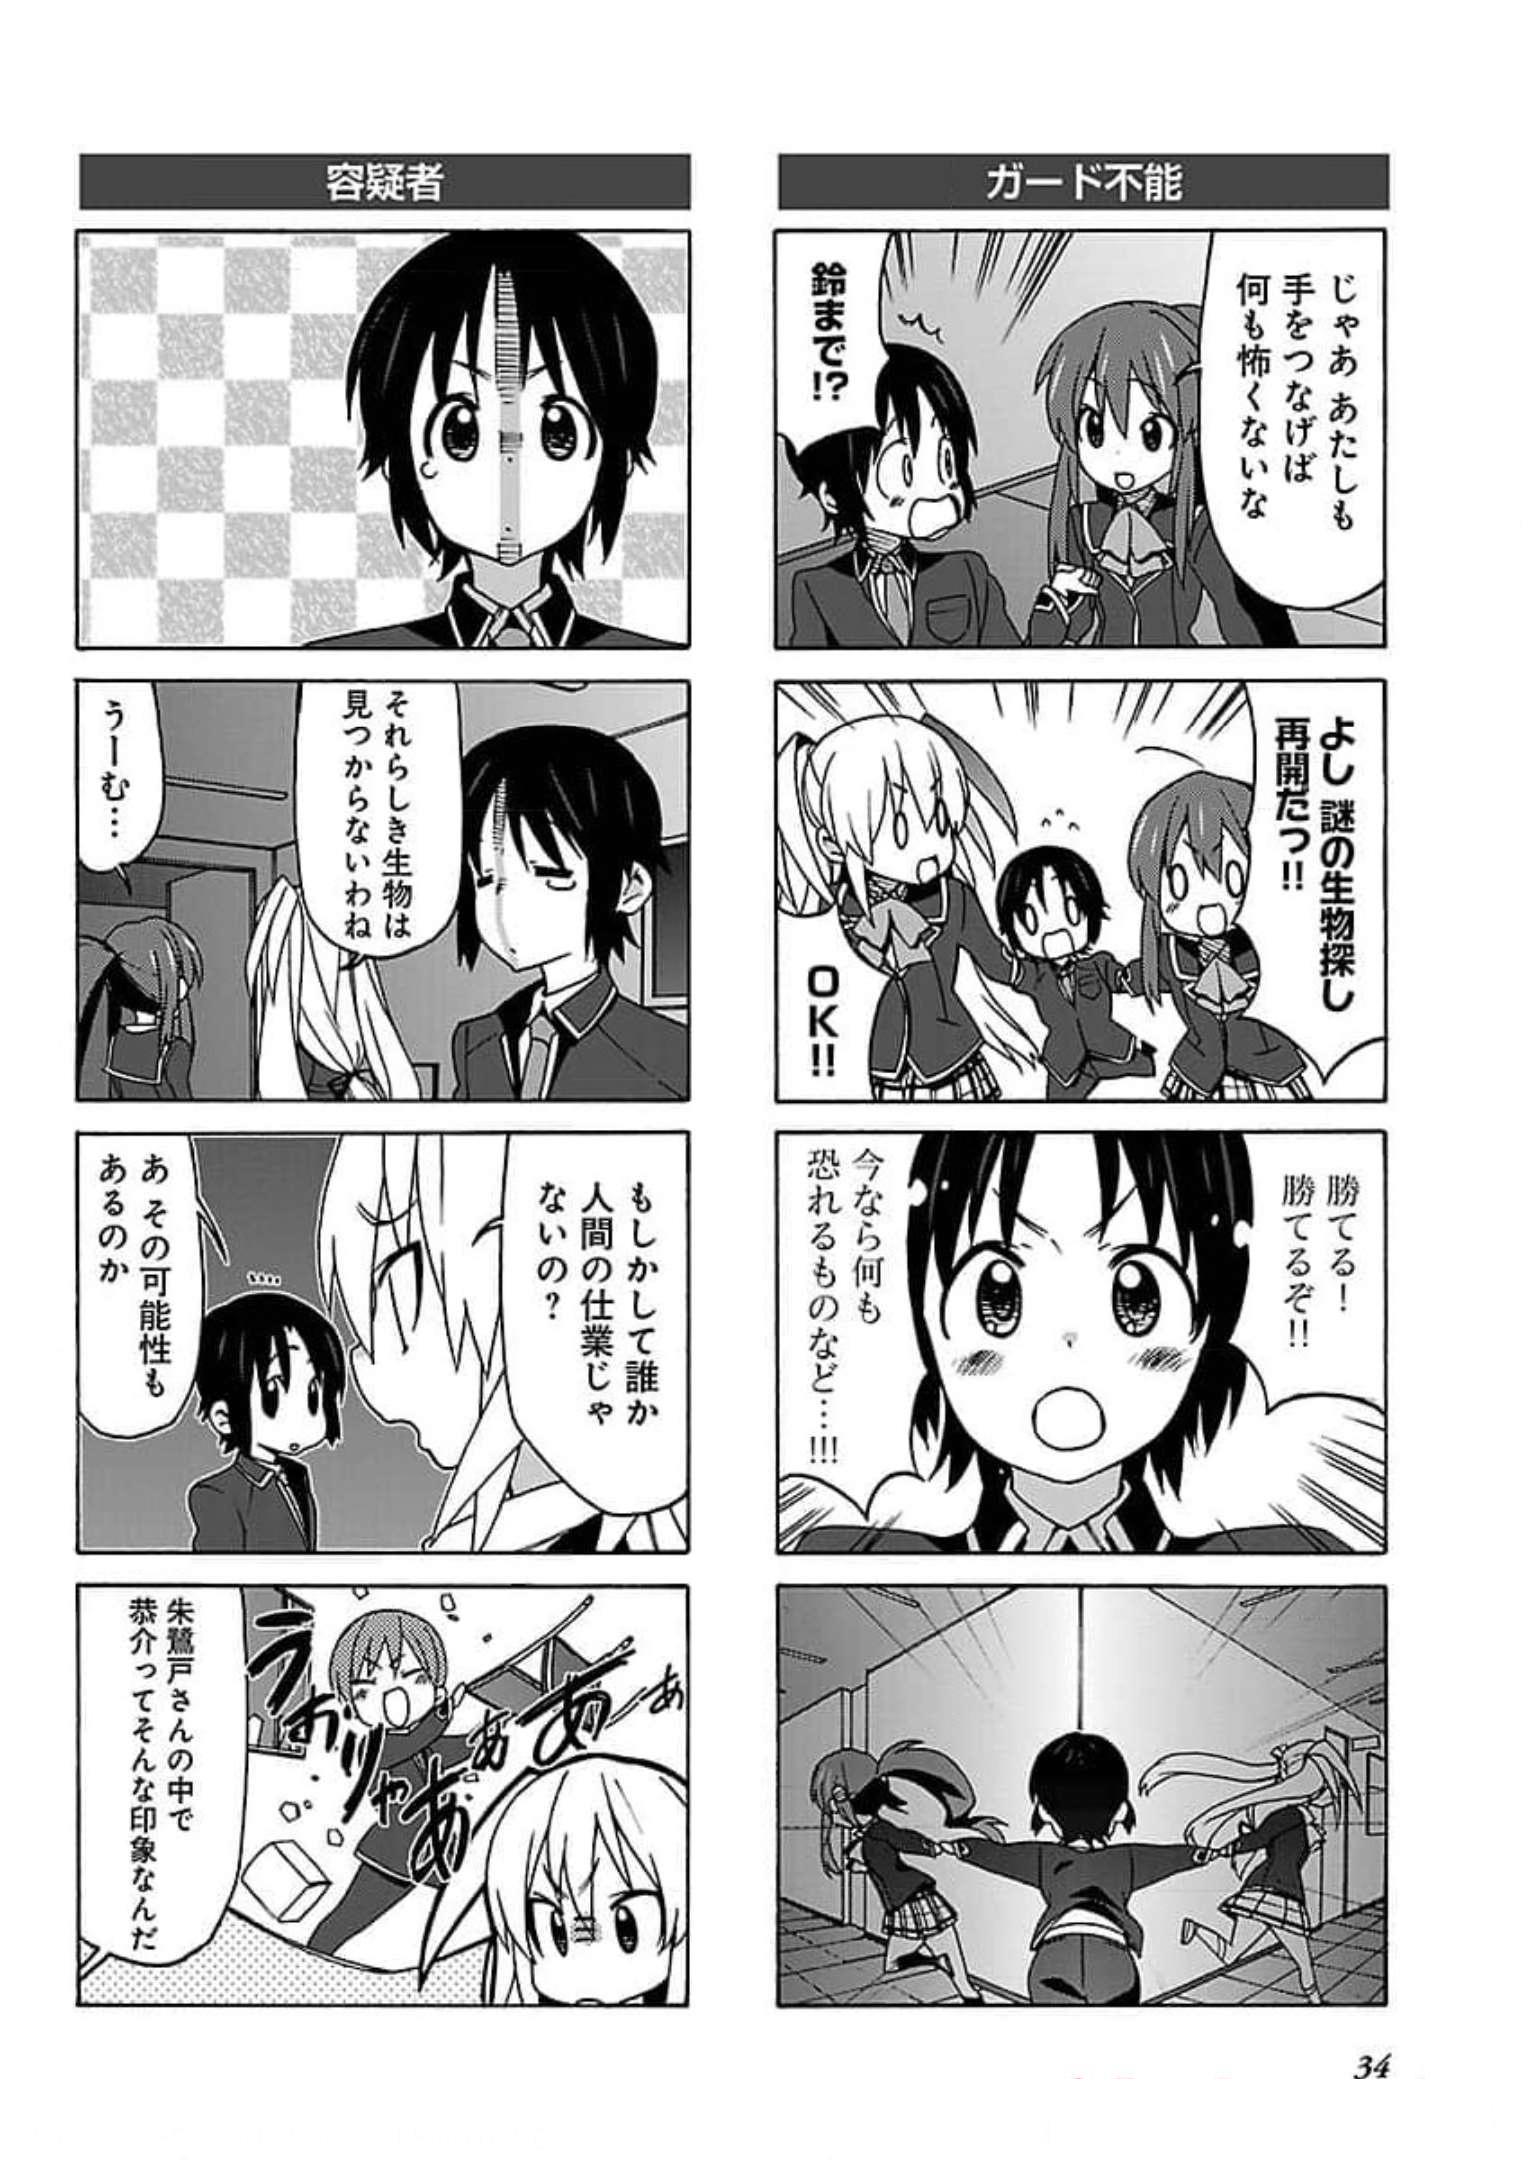 ガード不能
じゃあ あたしも
手をつなげば
何も怖くないな
鈴まで!?
よし 謎の生物探し
再開だっ!!
OK!!
勝てる!
勝てるぞ!!
今なら何も
恐れるものなど…!!!
容疑者
それらしき生物は
見つからないわね
うーむ…
もしかして誰か
人間の仕業じゃ
ないの?
あ その可能性も
あるのか
うおりゃあぁあぁ
朱鷺戸さんの中で
恭介ってそんな印象なんだ
34